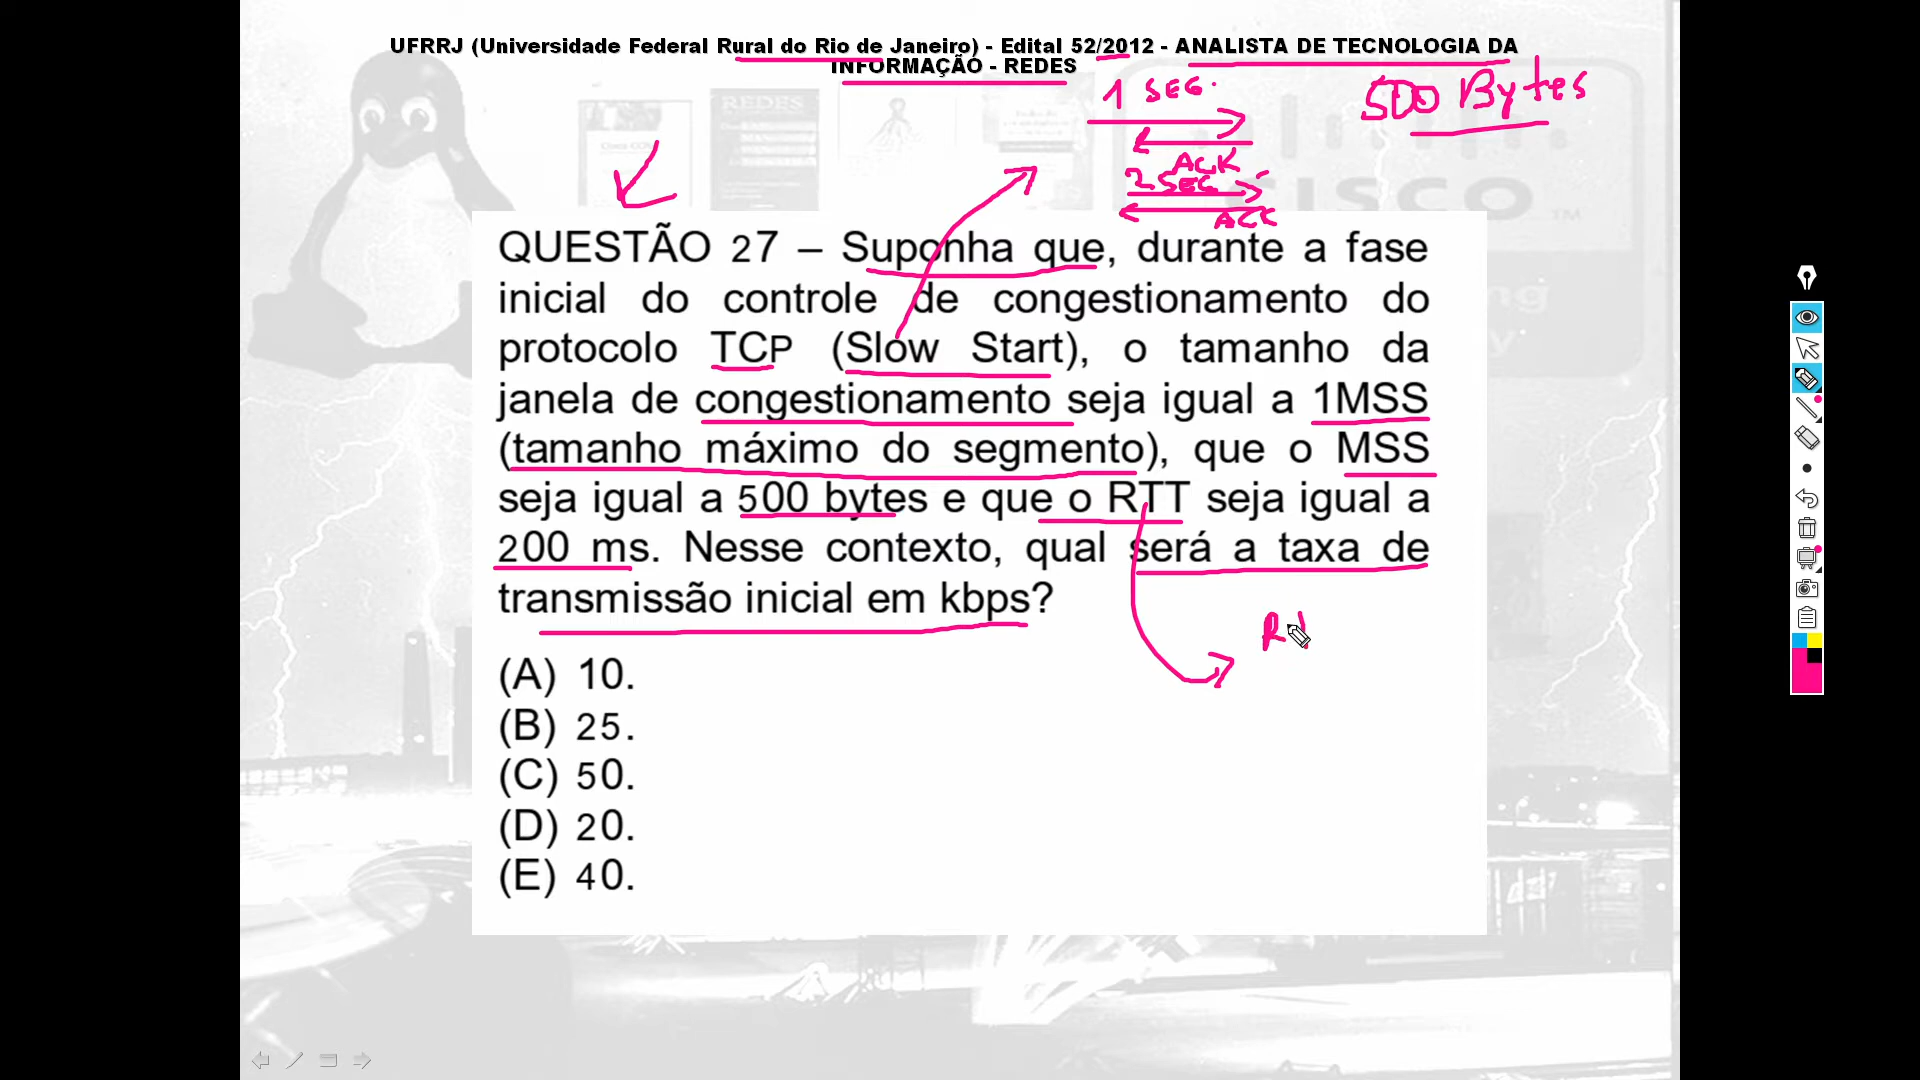 UFRRJ (Universidade Federal Rural do Rio de Janeiro) - Edital 52/2012 - ANALISTA DE TECNOLOGIA DA
INFORMAÇÃO - REDES
1 SEG.
500 Bytes
REDES
ACK
2 SEG
ACK
CISCO
TM
QUESTÃO 27 – Suponha que, durante a fase
inicial do controle de congestionamento do
protocolo TCP (Slow Start), o tamanho da
janela de congestionamento seja igual a 1MSS
(tamanho máximo do segmento), que o MSS
seja igual a 500 bytes e que o RTT seja igual a
200 ms. Nesse contexto, qual será a taxa de
transmissão inicial em kbps?
(A) 10.
(B) 25.
(C) 50.
(D) 20.
(E) 40.